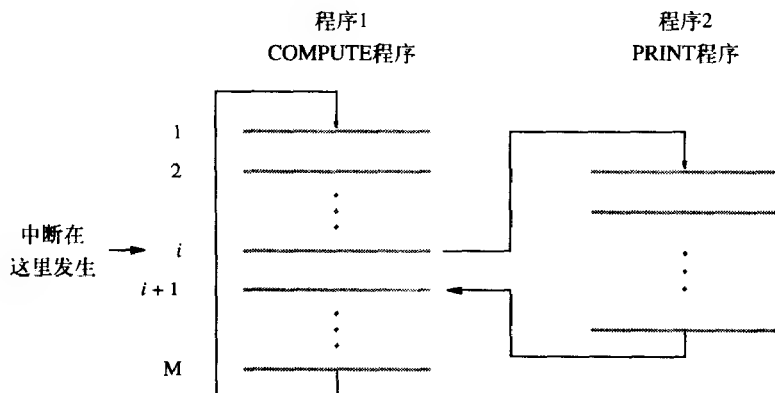 程序1
COMPUTE程序
程序2
PRINT程序
1
2
中断在
这里发生
i
i + 1
M